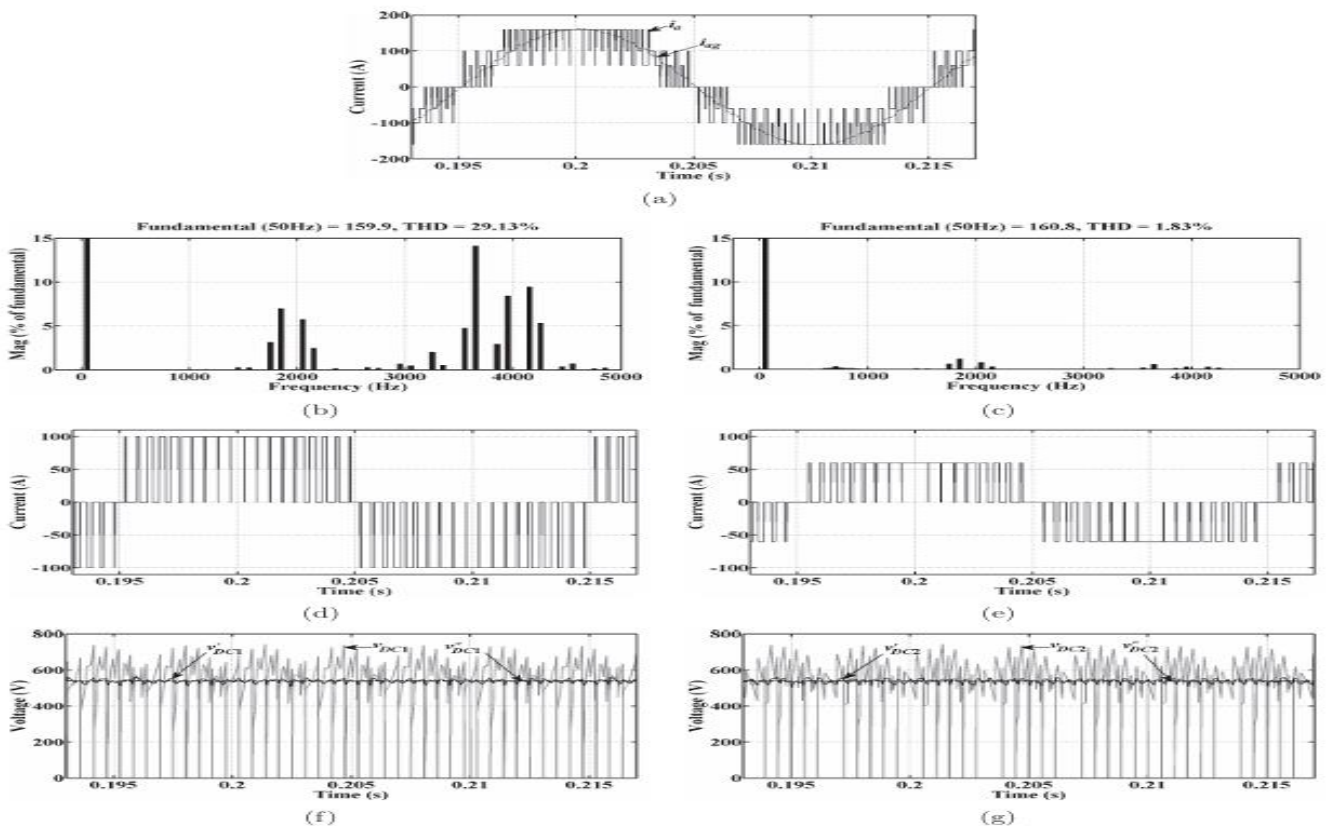 200
100
0
-100
-200
Current (A)
i_a
i_ag
0.195 0.2 0.205 0.21 0.215
Time (s)
(a)
Fundamental (50Hz) = 159.9, THD = 29.13%
15
10
5
0
Mag (% of fundamental)
0 1000 2000 3000 4000 5000
Frequency (Hz)
(b)
Fundamental (50Hz) = 160.8, THD = 1.83%
15
10
5
0
Mag (% of fundamental)
0 1000 2000 3000 4000 5000
Frequency (Hz)
(c)
100
50
0
-50
-100
Current (A)
0.195 0.2 0.205 0.21 0.215
Time (s)
(d)
100
50
0
-50
-100
Current (A)
0.195 0.2 0.205 0.21 0.215
Time (s)
(e)
800
600
400
200
0
Voltage (V)
v'DC1 vDC1 v"DC1
0.195 0.2 0.205 0.21 0.215
Time (s)
(f)
800
600
400
200
0
Voltage (V)
v'DC2 vDC2 v"DC2
0.195 0.2 0.205 0.21 0.215
Time (s)
(g)